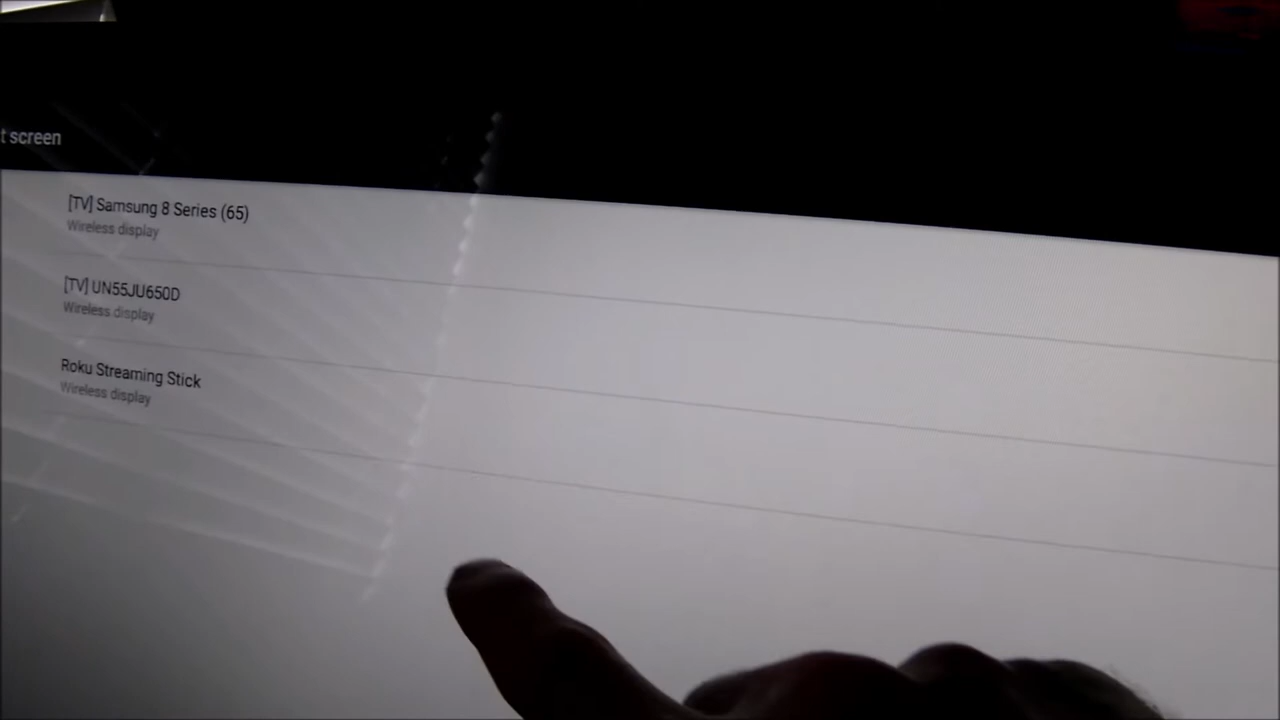 t screen
[TV] Samsung 8 Series (65)
Wireless display
[TV] UN55JU650D
Wireless display
Roku Streaming Stick
Wireless display